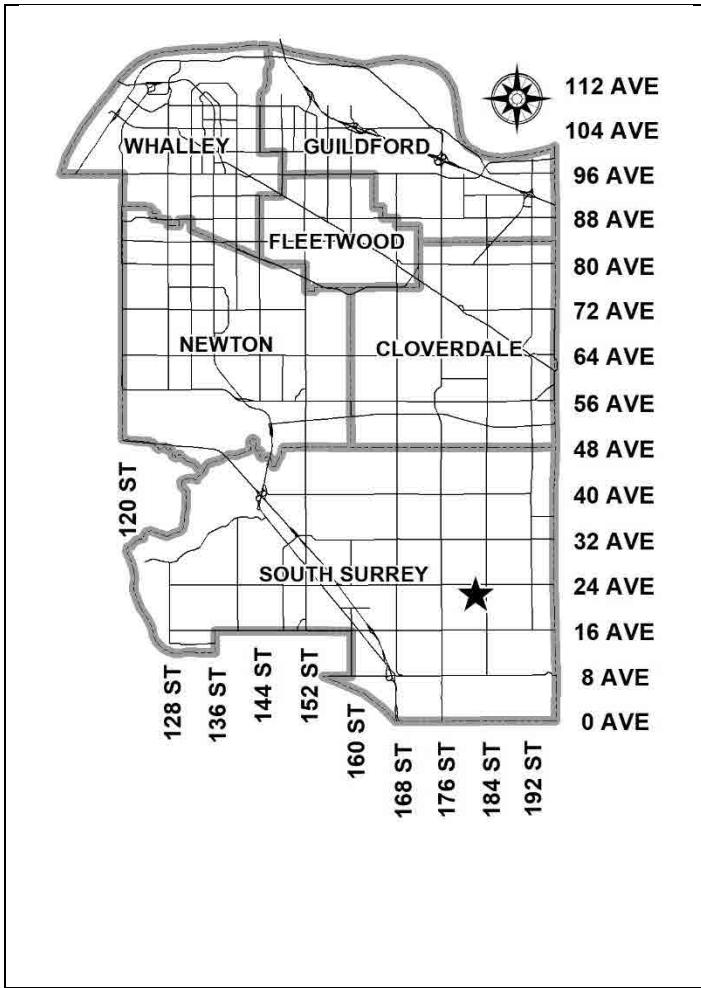 112 AVE
104 AVE
WHALLEY
GUILDFORD
96 AVE
88 AVE
FLEETWOOD
80 AVE
72 AVE
NEWTON
CLOVERDALE
64 AVE
56 AVE
48 AVE
120 ST
40 AVE
32 AVE
SOUTH SURREY
24 AVE
16 AVE
8 AVE
0 AVE
128 ST
136 ST
144 ST
152 ST
160 ST
168 ST
176 ST
184 ST
192 ST